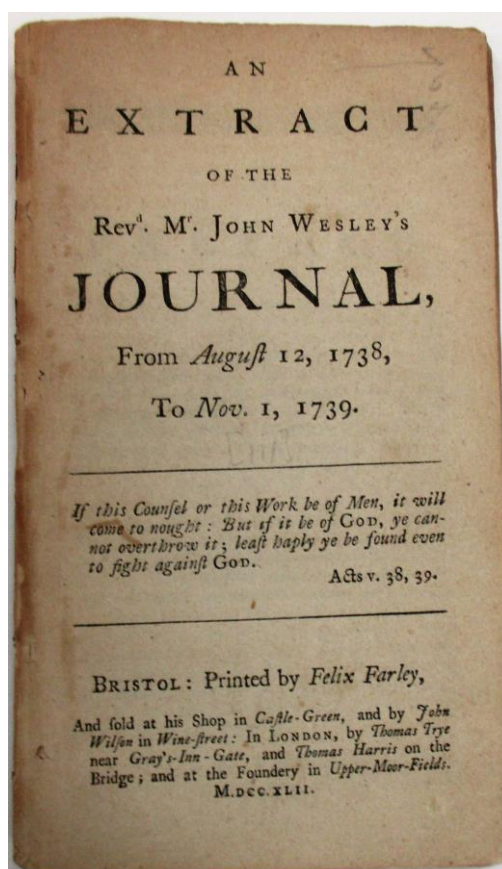 AN
EXTRACT
OF THE
Revᵈ. Mʳ. JOHN WESLEY'S
JOURNAL,
From Auguſt 12, 1738,
To Nov. 1, 1739.
If this Counſel or this Work be of Men, it will
come to nought: But if it be of GOD, ye can-
not overthrow it; leaſt haply ye be found even
to fight againſt GOD.
Acts v. 38, 39.
BRISTOL: Printed by Felix Farley,
And ſold at his Shop in Caſtle-Green, and by John
Wilſon in Wine-ſtreet: In LONDON, by Thomas Trye
near Gray's-Inn-Gate, and Thomas Harris on the
Bridge; and at the Foundery in Upper-Moor-Fields.
M.DCC.XLII.